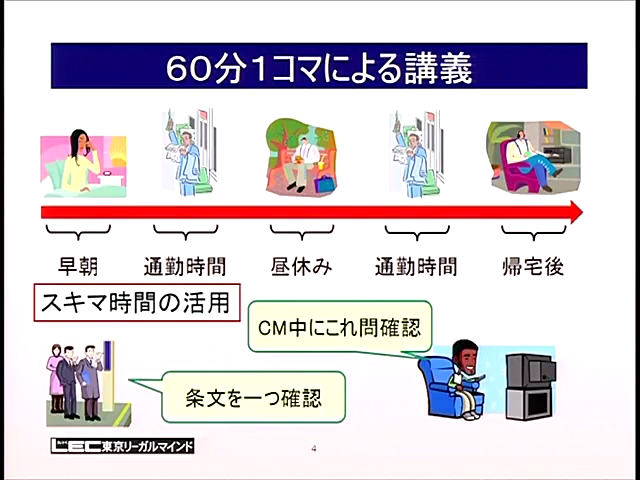 60分1コマによる講義
早朝
通勤時間
昼休み
通勤時間
帰宅後
スキマ時間の活用
CM中にこれ問確認
条文を一つ確認
LEC東京リーガルマインド
4